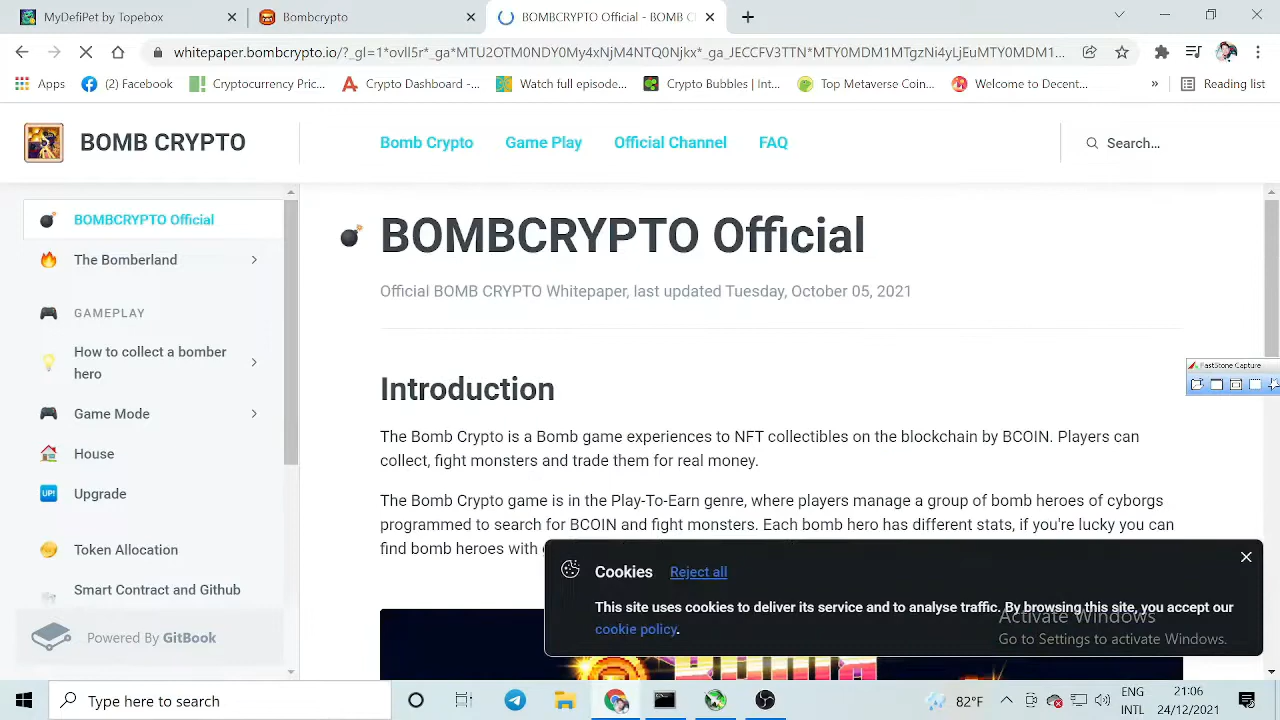 MyDefiPet by Topebox
Bombcrypto
BOMBCRYPTO Official - BOMB C
whitepaper.bombcrypto.io/?_gl=1*ovll5r*_ga*MTU2OTM0NDY0My4xNjM4NTQ0Njkx*_ga_JECCFV3TTN*MTY0MDM1MTgzNi4yLjEuMTY0MDM1...
Apps
(2) Facebook
Cryptocurrency Pric...
Crypto Dashboard -...
Watch full episode...
Crypto Bubbles | Int...
Top Metaverse Coin...
Welcome to Decent...
»
Reading list
BOMB CRYPTO
Bomb Crypto
Game Play
Official Channel
FAQ
Search...
BOMBCRYPTO Official
The Bomberland
GAMEPLAY
How to collect a bomber
hero
Game Mode
House
UP!
Upgrade
Token Allocation
Smart Contract and Github
Powered By GitBook
BOMBCRYPTO Official
Official BOMB CRYPTO Whitepaper, last updated Tuesday, October 05, 2021
Introduction
The Bomb Crypto is a Bomb game experiences to NFT collectibles on the blockchain by BCOIN. Players can
collect, fight monsters and trade them for real money.
The Bomb Crypto game is in the Play-To-Earn genre, where players manage a group of bomb heroes of cyborgs
programmed to search for BCOIN and fight monsters. Each bomb hero has different stats, if you're lucky you can
find bomb heroes with
FastStone Capture
Cookies
Reject all
This site uses cookies to deliver its service and to analyse traffic. By browsing this site, you accept our
cookie policy.
Activate Windows
Go to Settings to activate Windows.
Type here to search
82°F
ENG
INTL
21:06
24/12/2021